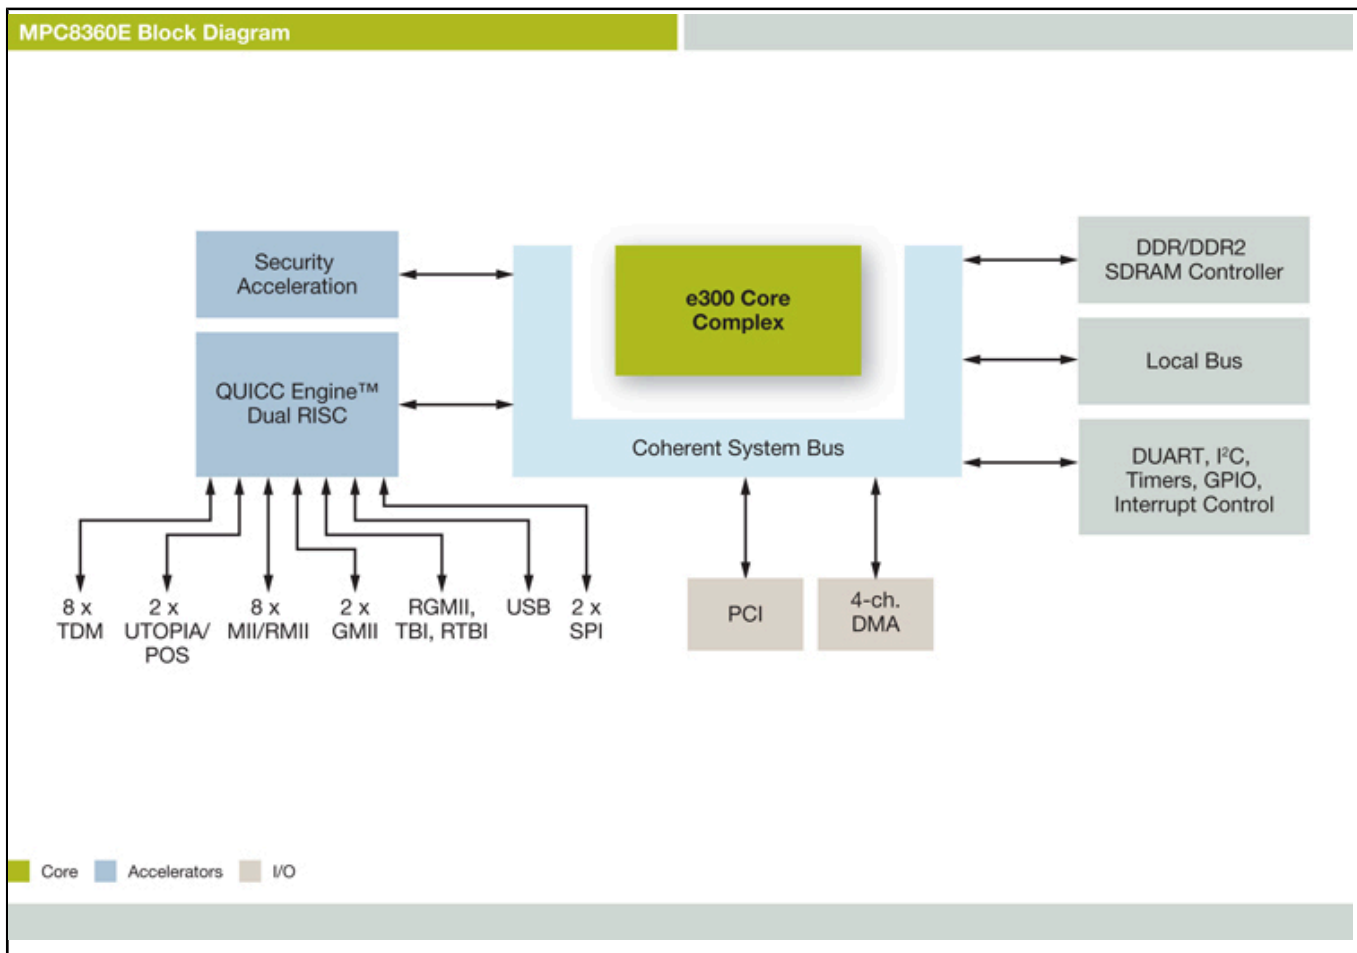 MPC8360E Block Diagram
Security
Acceleration
QUICC Engine™
Dual RISC
e300 Core
Complex
Coherent System Bus
DDR/DDR2
SDRAM Controller
Local Bus
DUART, I²C,
Timers, GPIO,
Interrupt Control
8 x
TDM
2 x
UTOPIA/
POS
8 x
MII/RMII
2 x
GMII
RGMII,
TBI, RTBI
USB
2 x
SPI
PCI
4-ch.
DMA
Core
Accelerators
I/O